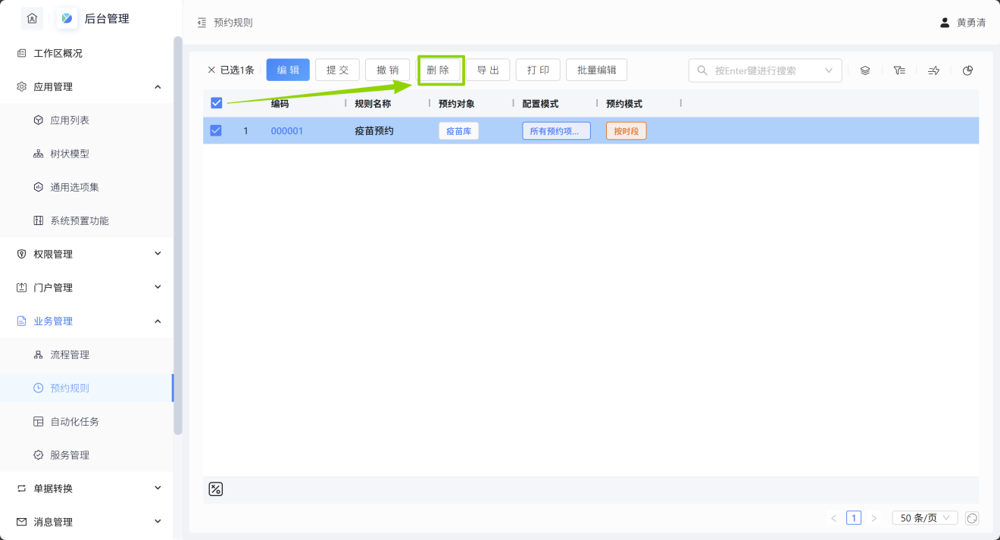 后台管理
预约规则
黄勇清
工作区概况
应用管理
应用列表
树状模型
通用选项集
系统预置功能
权限管理
门户管理
业务管理
流程管理
预约规则
自动化任务
服务管理
单据转换
消息管理
已选1条 编辑 提交 撤销 删除 导出 打印 批量编辑 按Enter键进行搜索
编码 规则名称 预约对象 配置模式 预约模式
1 000001 疫苗预约 疫苗库 所有预约项... 按时段
1 50 条/页